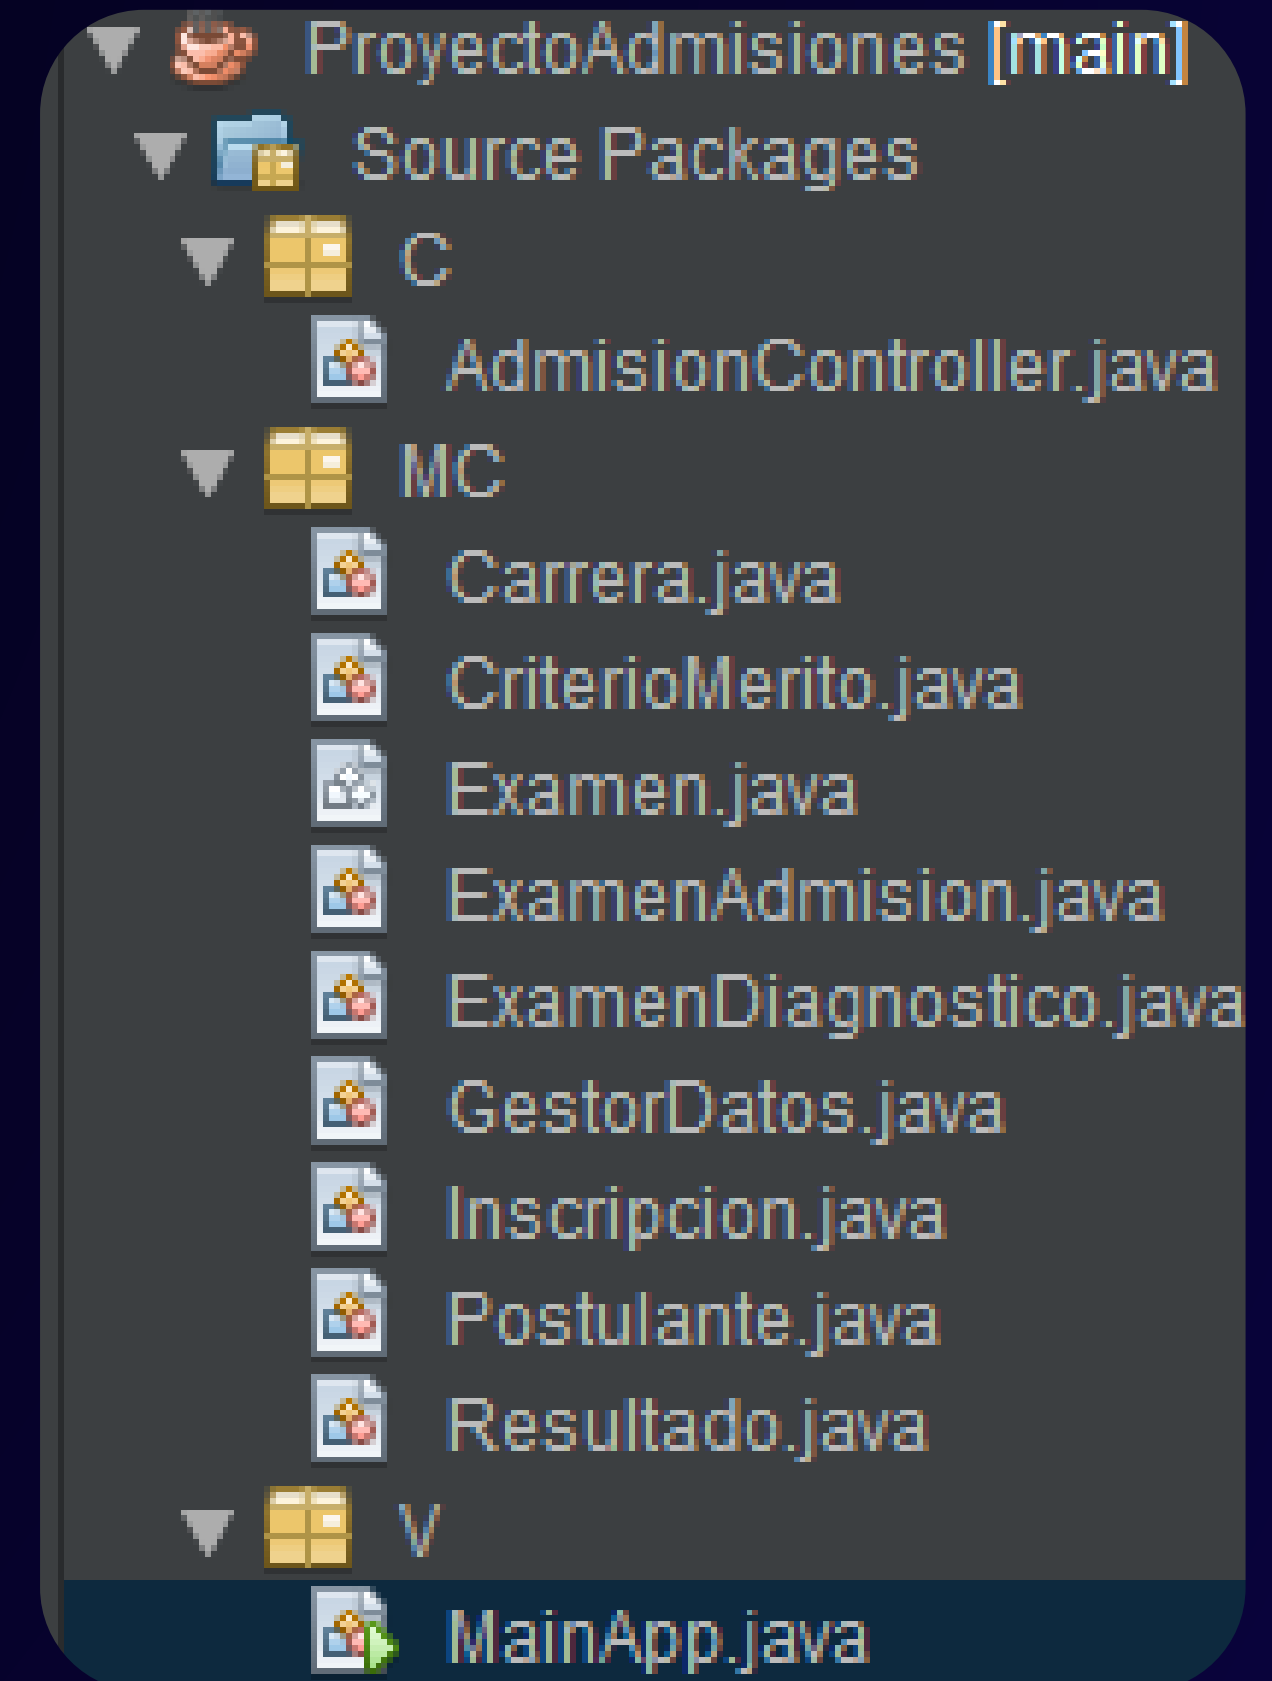 ProyectoAdmisiones [main]
Source Packages
C
AdmisionController.java
MC
Carrera.java
CriterioMerito.java
Examen.java
ExamenAdmision.java
ExamenDiagnostico.java
GestorDatos.java
Inscripcion.java
Postulante.java
Resultado.java
V
MainApp.java